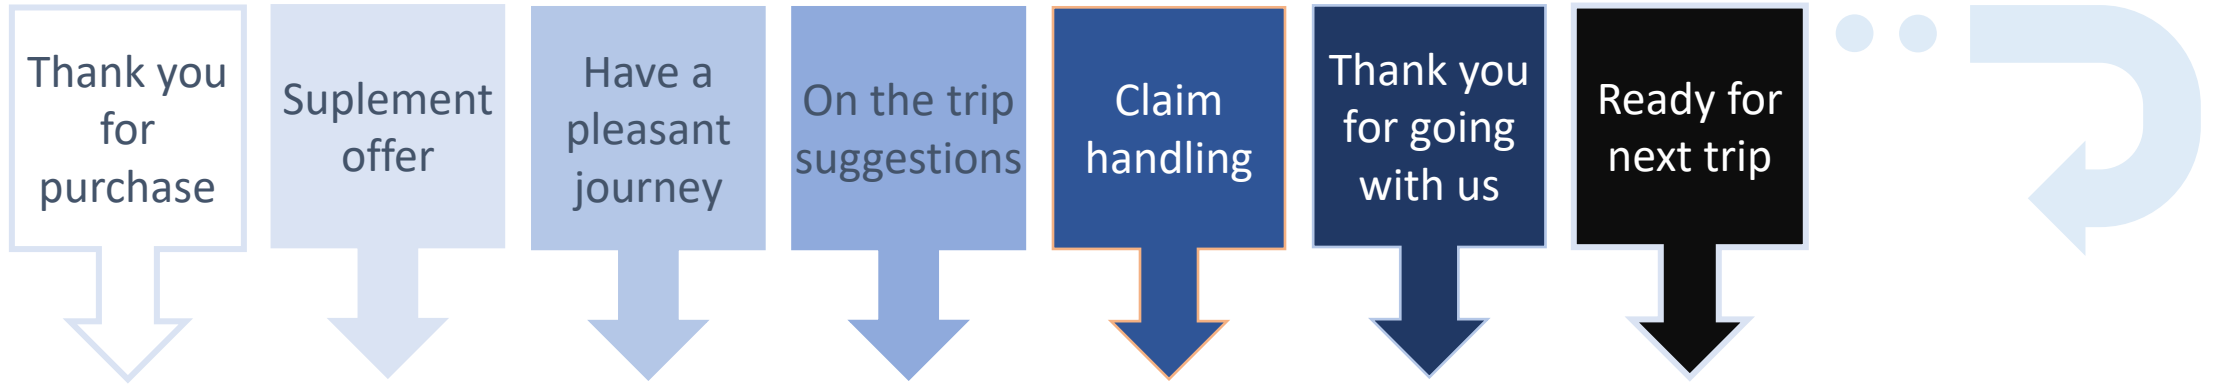 Thank you
for
purchase
Suplement
offer
Have a
pleasant
journey
On the trip
suggestions
Claim
handling
Thank you
for going
with us
Ready for
next trip